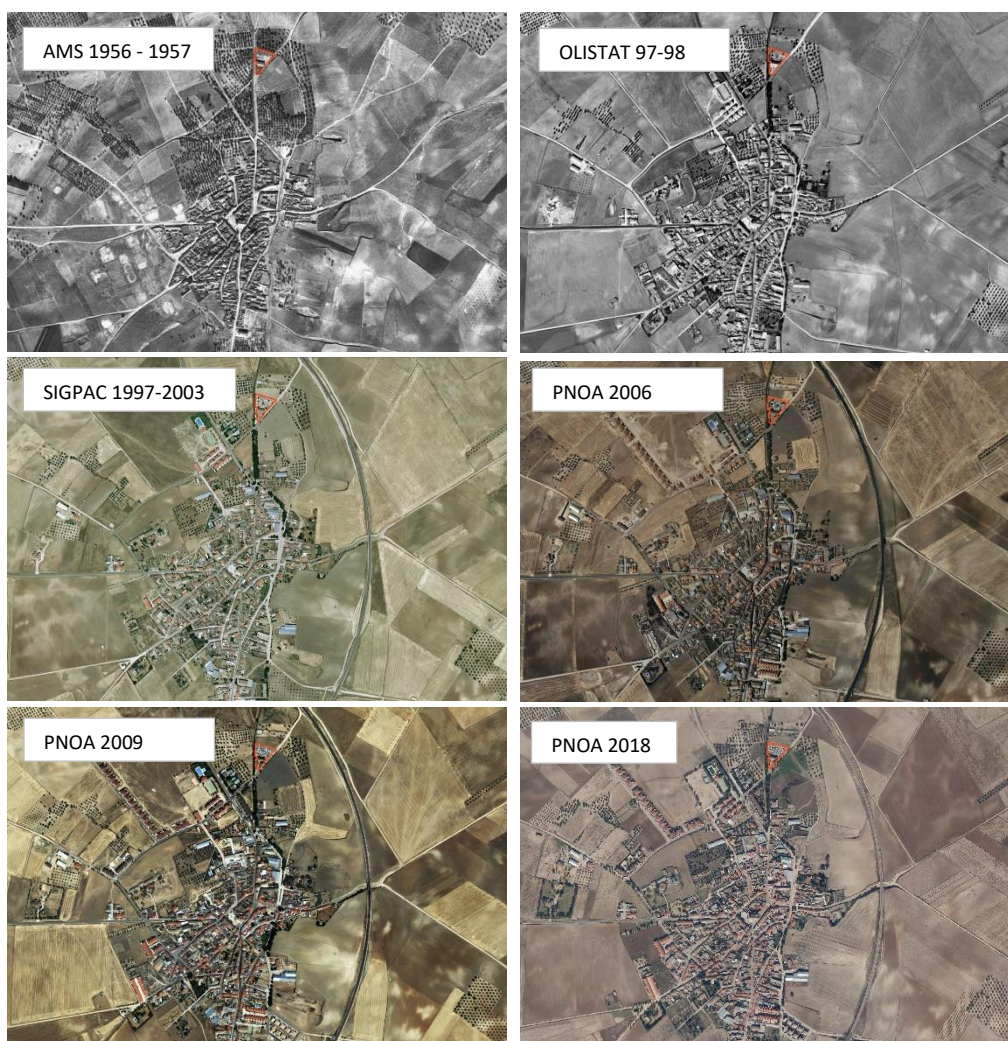 AMS 1956 - 1957
OLISTAT 97-98
SIGPAC 1997-2003
PNOA 2006
PNOA 2009
PNOA 2018